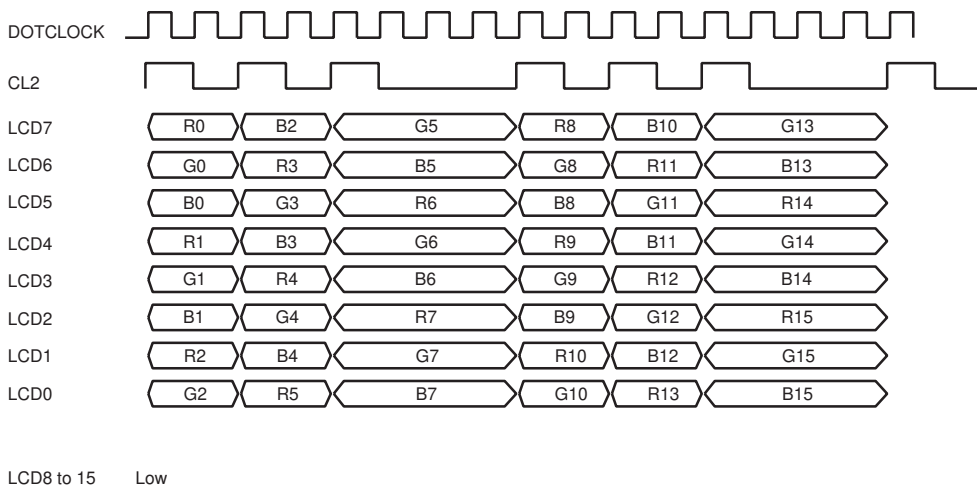 DOTCLOCK
CL2
LCD7 R0 B2 G5 R8 B10 G13
LCD6 G0 R3 B5 G8 R11 B13
LCD5 B0 G3 R6 B8 G11 R14
LCD4 R1 B3 G6 R9 B11 G14
LCD3 G1 R4 B6 G9 R12 B14
LCD2 B1 G4 R7 B9 G12 R15
LCD1 R2 B4 G7 R10 B12 G15
LCD0 G2 R5 B7 G10 R13 B15
LCD8 to 15 Low